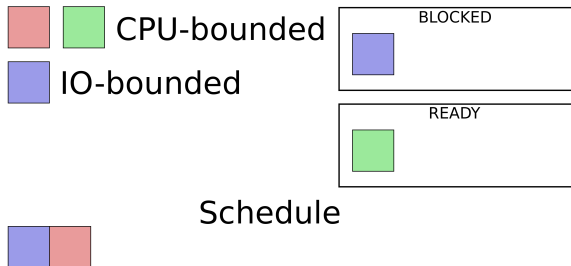 CPU-bounded
IO-bounded
BLOCKED
READY
Schedule